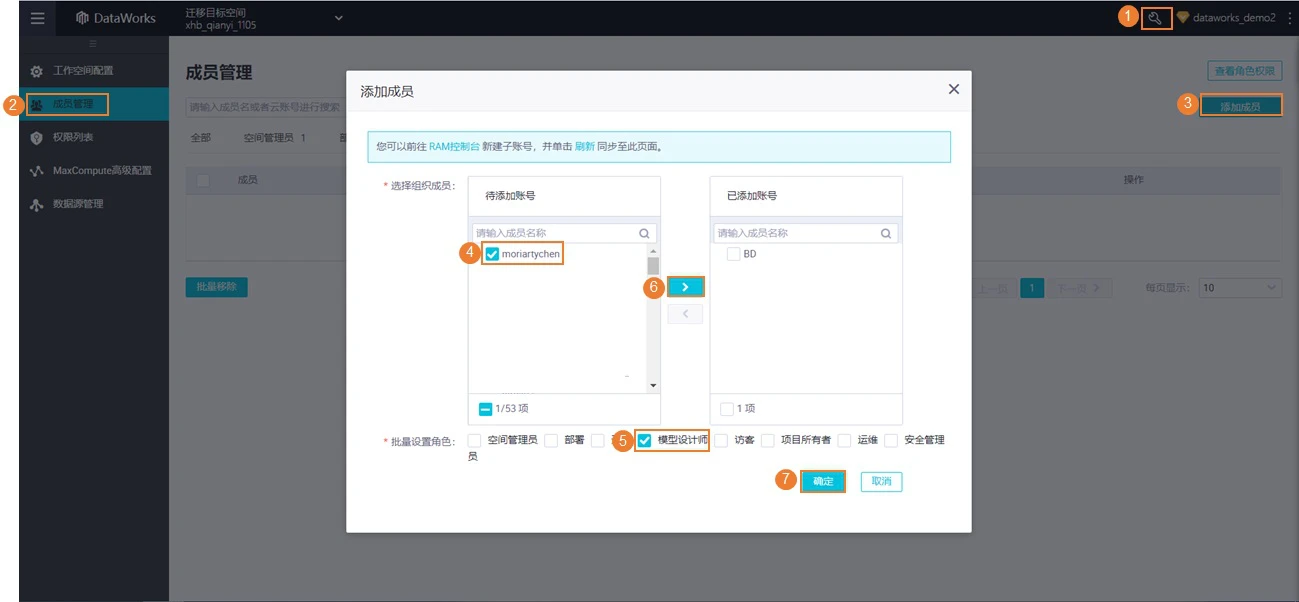 DataWorks
迁移目标空间
xhb_qianyi_1105
1
dataworks_demo2
工作空间配置
2
成员管理
权限列表
MaxCompute高级配置
数据源管理
成员管理
查看角色权限
请输入成员名或者云账号进行搜索
3
添加成员
全部
空间管理员 1
成员
操作
批量移除
上一页
1
下一页
每页显示:
10
添加成员
您可以前往 RAM控制台 新建子账号，并单击 刷新 同步至此页面。
* 选择组织成员:
待添加账号
请输入成员名称
4
moriartychen
1/53 项
6
已添加账号
请输入成员名称
BD
1 项
* 批量设置角色:
空间管理员 部署 5 模型设计师 访客 项目所有者 运维 安全管理
员
7
确定
取消